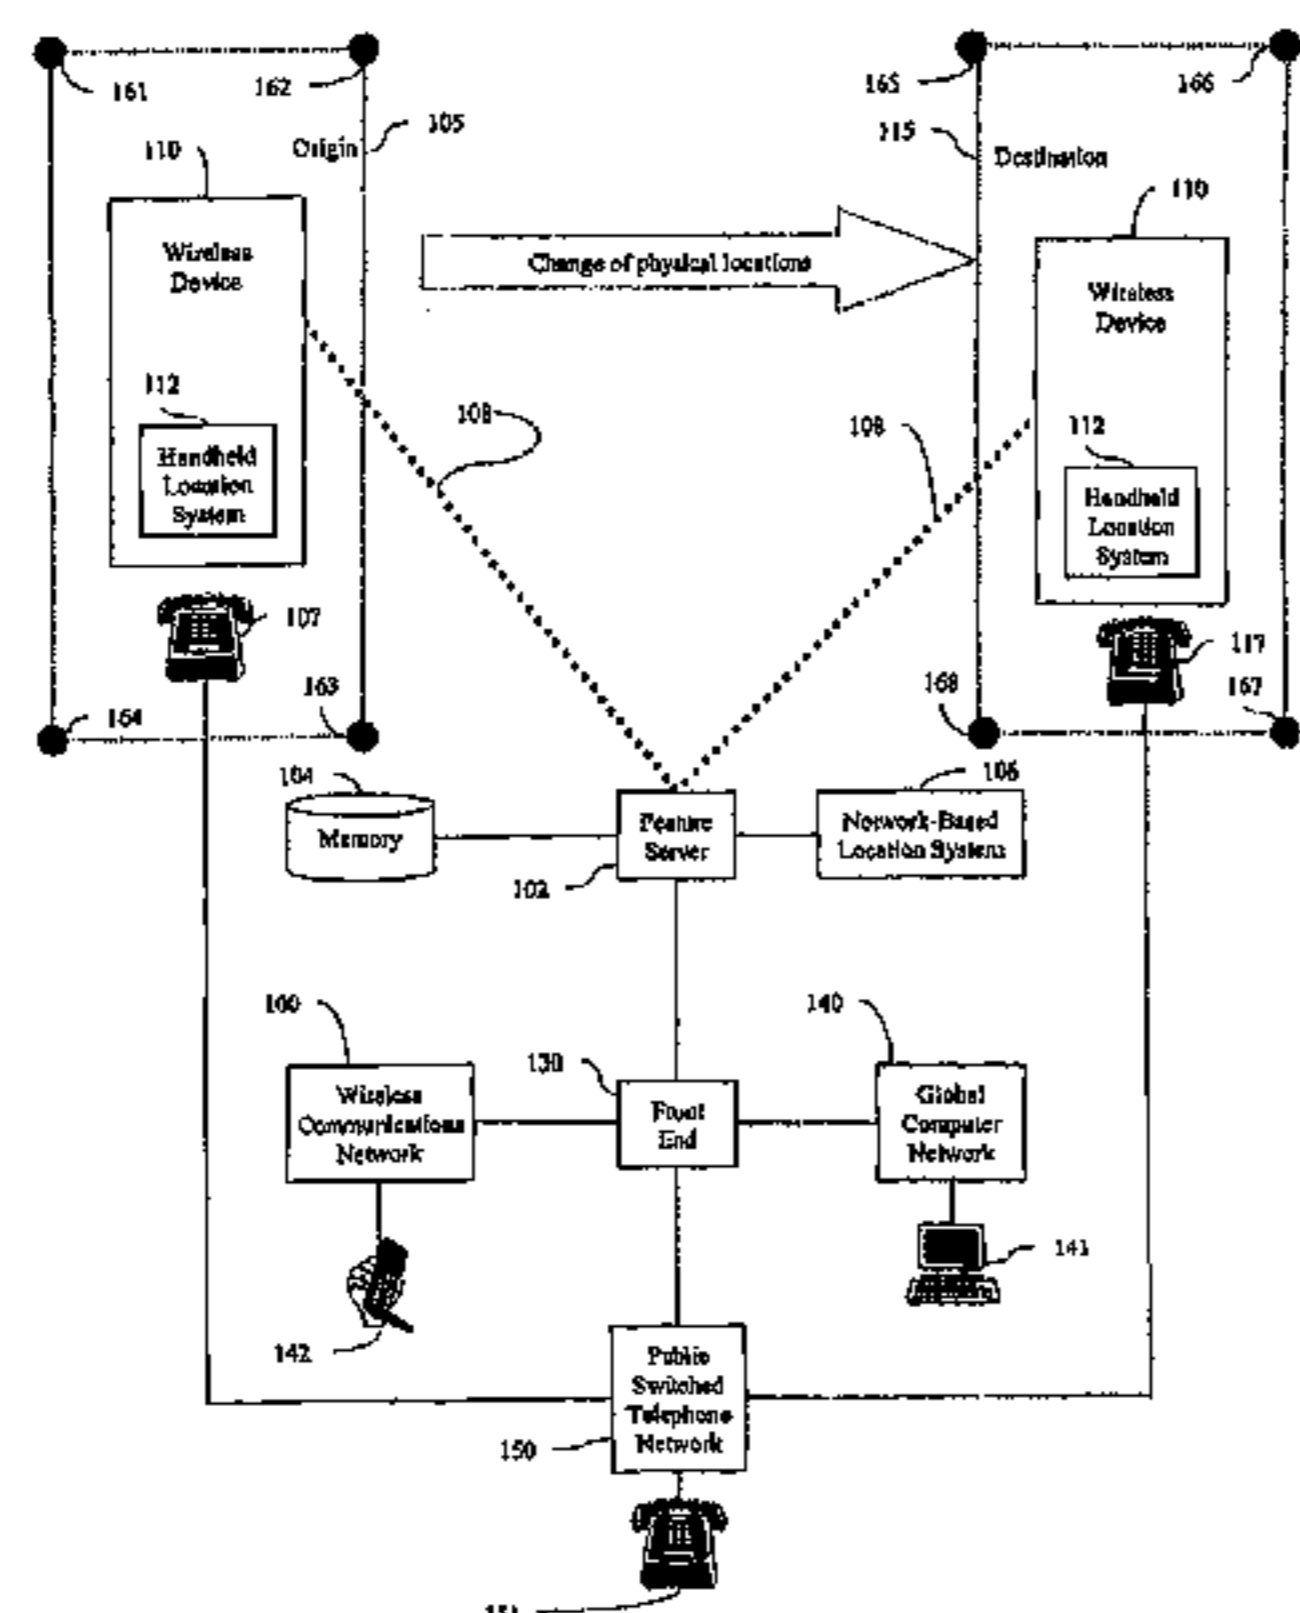 161
162
165
166
105
115
Origin
Destination
110
110
Wireless
Device
Change of physical locations
Wireless
Device
112
108
108
112
Handheld
Location
System
Handheld
Location
System
107
117
164
163
168
167
104
106
Memory
Feature
Server
Network-Based
Location System
102
100
140
130
Wireless
Communications
Network
Front
End
Global
Computer
Network
141
142
Public
Switched
Telephone
Network
150